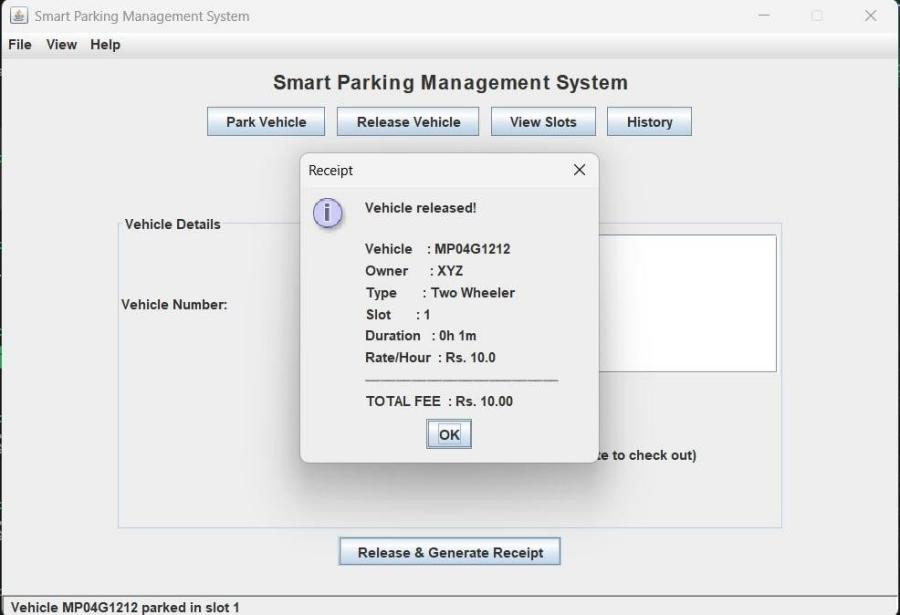 Smart Parking Management System
File View Help
Smart Parking Management System
Park Vehicle Release Vehicle View Slots History
Receipt
Vehicle released!
Vehicle Details
Vehicle : MP04G1212
Owner : XYZ
Type : Two Wheeler
Vehicle Number:
Slot : 1
Duration : 0h 1m
Rate/Hour : Rs. 10.0
TOTAL FEE : Rs. 10.00
OK
to check out)
Release & Generate Receipt
Vehicle MP04G1212 parked in slot 1